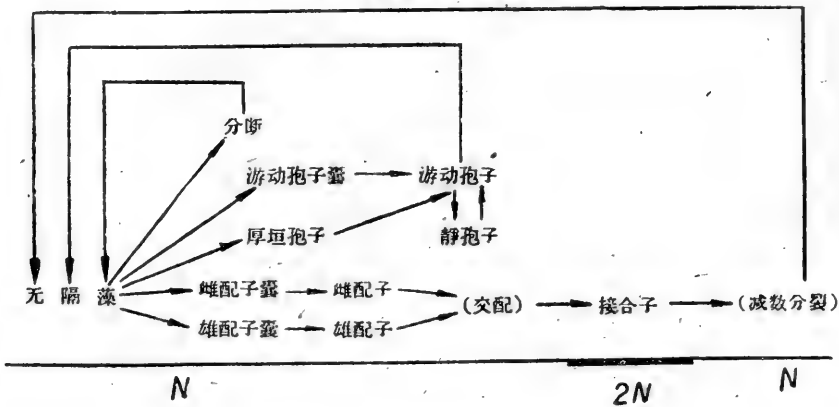 分断
游动孢子囊 游动孢子
厚垣孢子 静孢子
无 隔 藻 雌配子囊 雌配子 (交配) 接合子 (减数分裂)
雄配子囊 雄配子
N 2N N